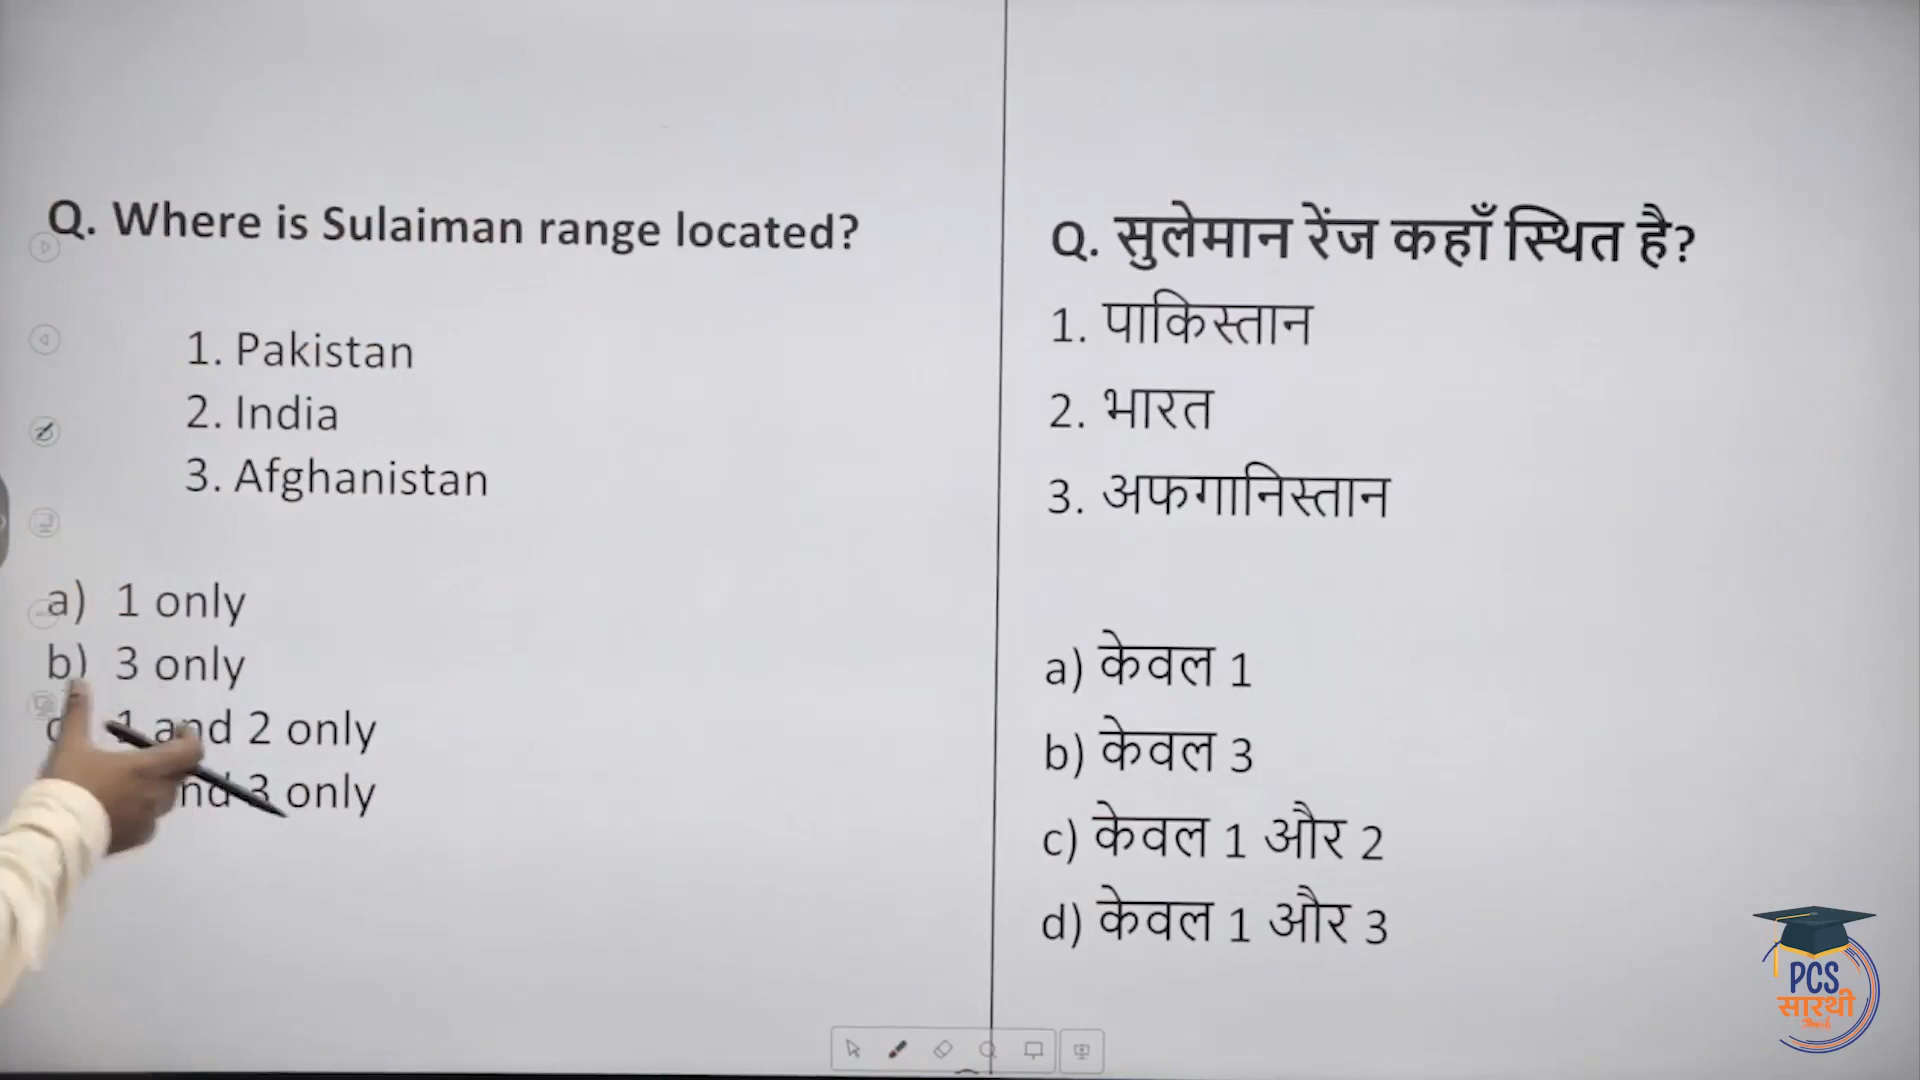 Q. Where is Sulaiman range located?
1. Pakistan
2. India
3. Afghanistan
a) 1 only
b) 3 only
1 and 2 only
3 only
Q. सुलेमान रेंज कहाँ स्थित है?
1. पाकिस्तान
2. भारत
3. अफगानिस्तान
a) केवल 1
b) केवल 3
c) केवल 1 और 2
d) केवल 1 और 3
PCS
सारथी